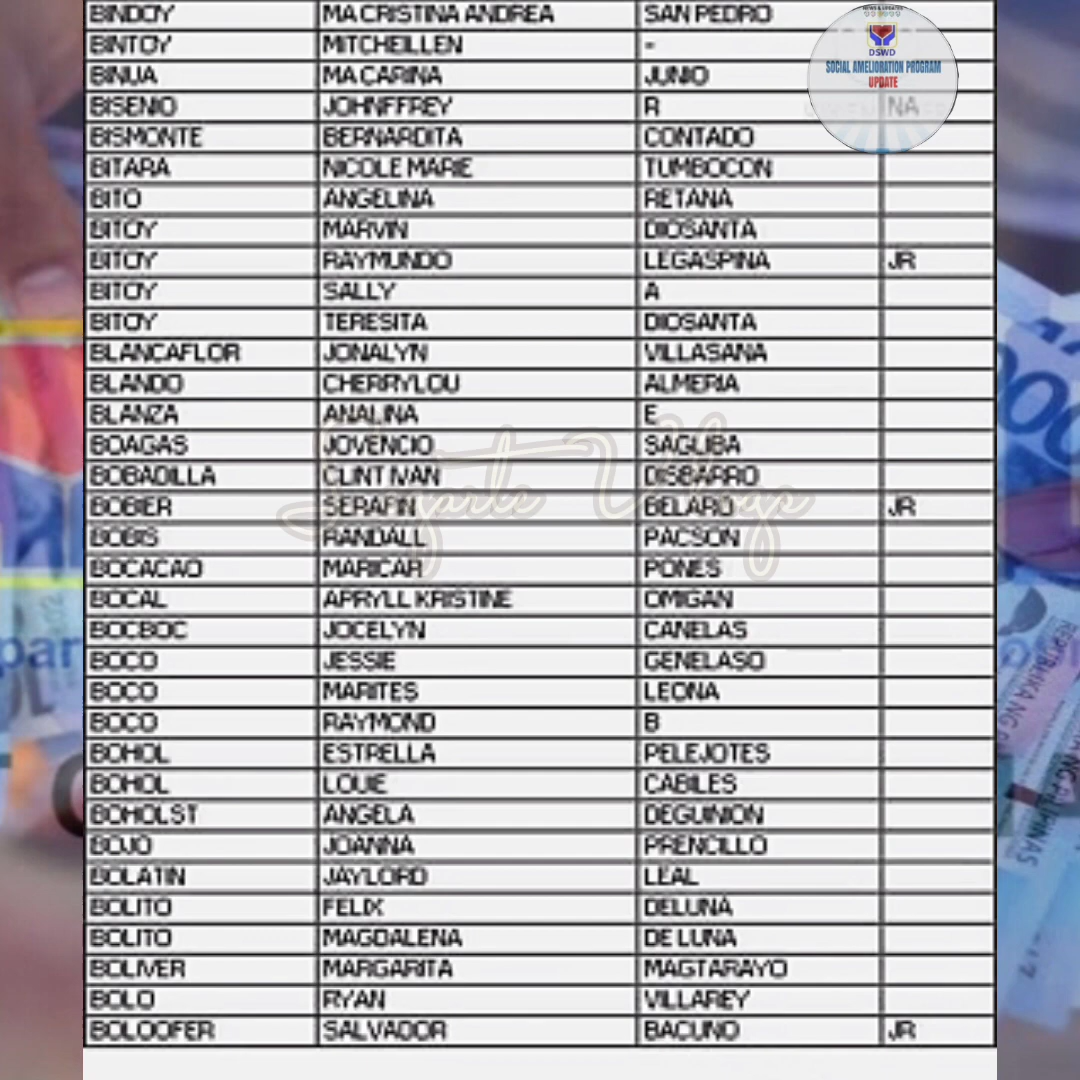 BINDOY MA CRISTINA ANDREA SAN PEDRO
BINTOY MITCHEILLEN -
BINUA MA CARINA JUNIO
BISENIO JOHNFFREY R NA
BISMONTE BERNARDITA CONTADO
BITARA NICOLE MARIE TUMBOCON
BITO ANGELINA RETANA
BITOY MARVIN DIOSANTA
BITOY RAYMUNDO LEGASPINA JR
BITOY SALLY A
BITOY TERESITA DIOSANTA
BLANCAFLOR JONALYN VILLASANA
BLANDO CHERRYLOU ALMERIA
BLANZA ANALINA E
BOAGAS JOVENCIO SAGUBA
BOBADILLA CLINT IVAN DISBARRO
BOBIER SERAFIN BELARO JR
BOBIS RANDALL PACSON
BOCACAO MARICAR PONES
BOCAL APRYLL KRISTINE OMIGAN
BOCBOC JOCELYN CANELAS
BOCO JESSIE GENELASO
BOCO MARITES LEONA
BOCO RAYMOND B
BOHOL ESTRELLA PELEJOTES
BOHOL LOUIE CABILES
BOHOLST ANGELA DEGUINION
BOJO JOANNA PRENCILLO
BOLATIN JAYLORD LEAL
BOLITO FELIX DELUNA
BOLITO MAGDALENA DE LUNA
BOLIVER MARGARITA MAGTARAYO
BOLO RYAN VILLAREY
BOLOOFER SALVADOR BACUNO JR
NEWS & UPDATES
DSWD
SOCIAL AMELIORATION PROGRAM
UPDATE
par